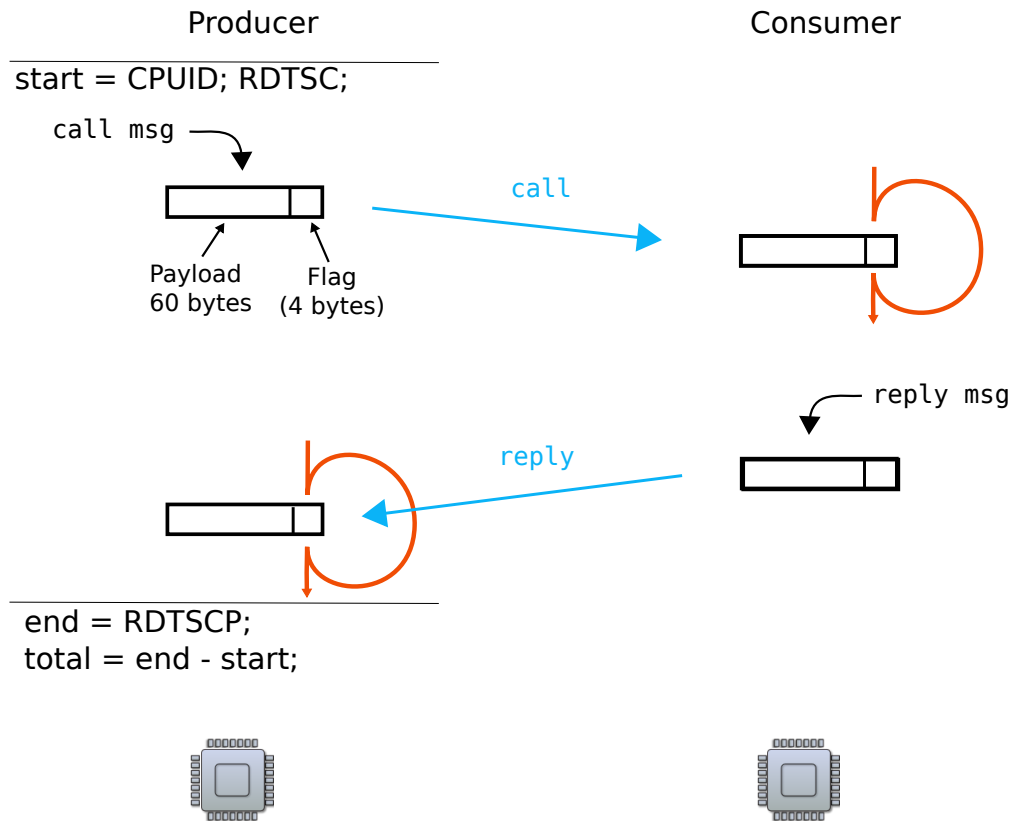 Producer
Consumer
start = CPUID; RDTSC;
call msg
call
Payload
60 bytes
Flag
(4 bytes)
reply msg
reply
end = RDTSCP;
total = end - start;